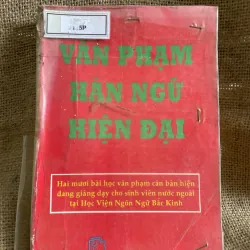 VĂN PHẠM
HÁN NGỮ
HIỆN ĐẠI
Hai mươi bài học văn phạm căn bản hiện
đang giảng dạy cho sinh viên nước ngoài
tại Học Viện Ngôn Ngữ Bắc Kinh